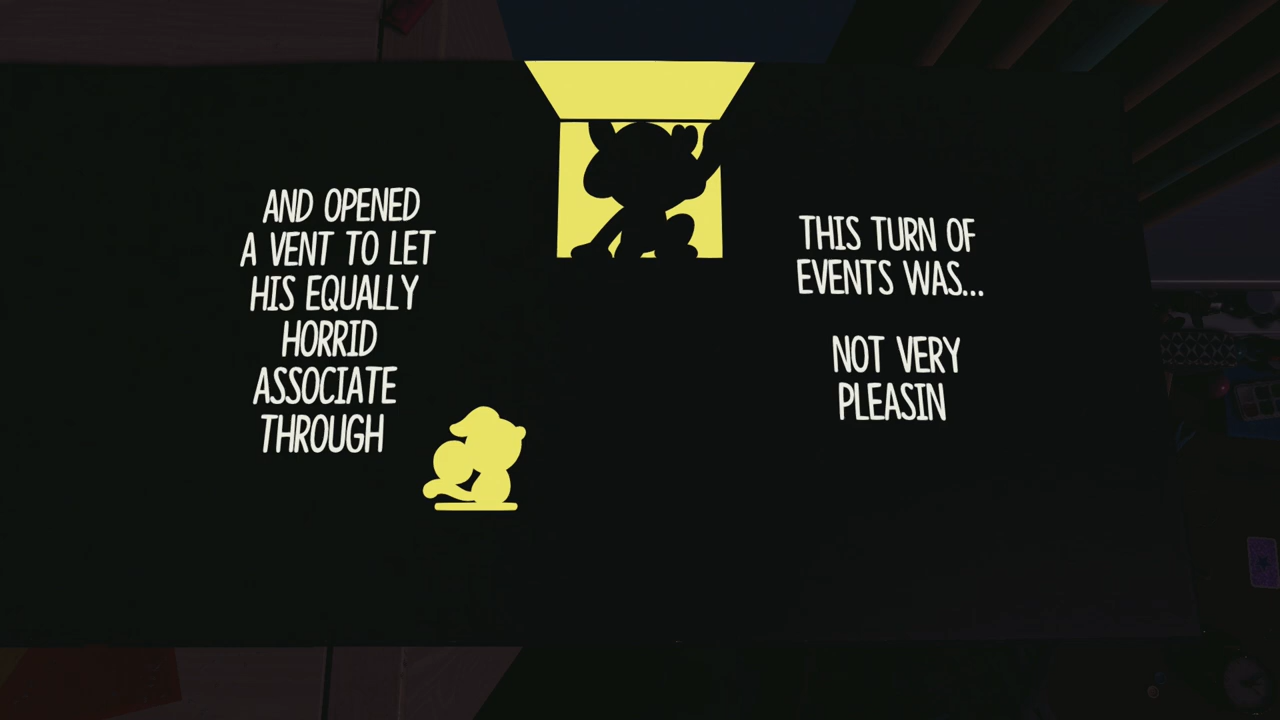 AND OPENED
A VENT TO LET
HIS EQUALLY
HORRID
ASSOCIATE
THROUGH
THIS TURN OF
EVENTS WAS...
NOT VERY
PLEASIN